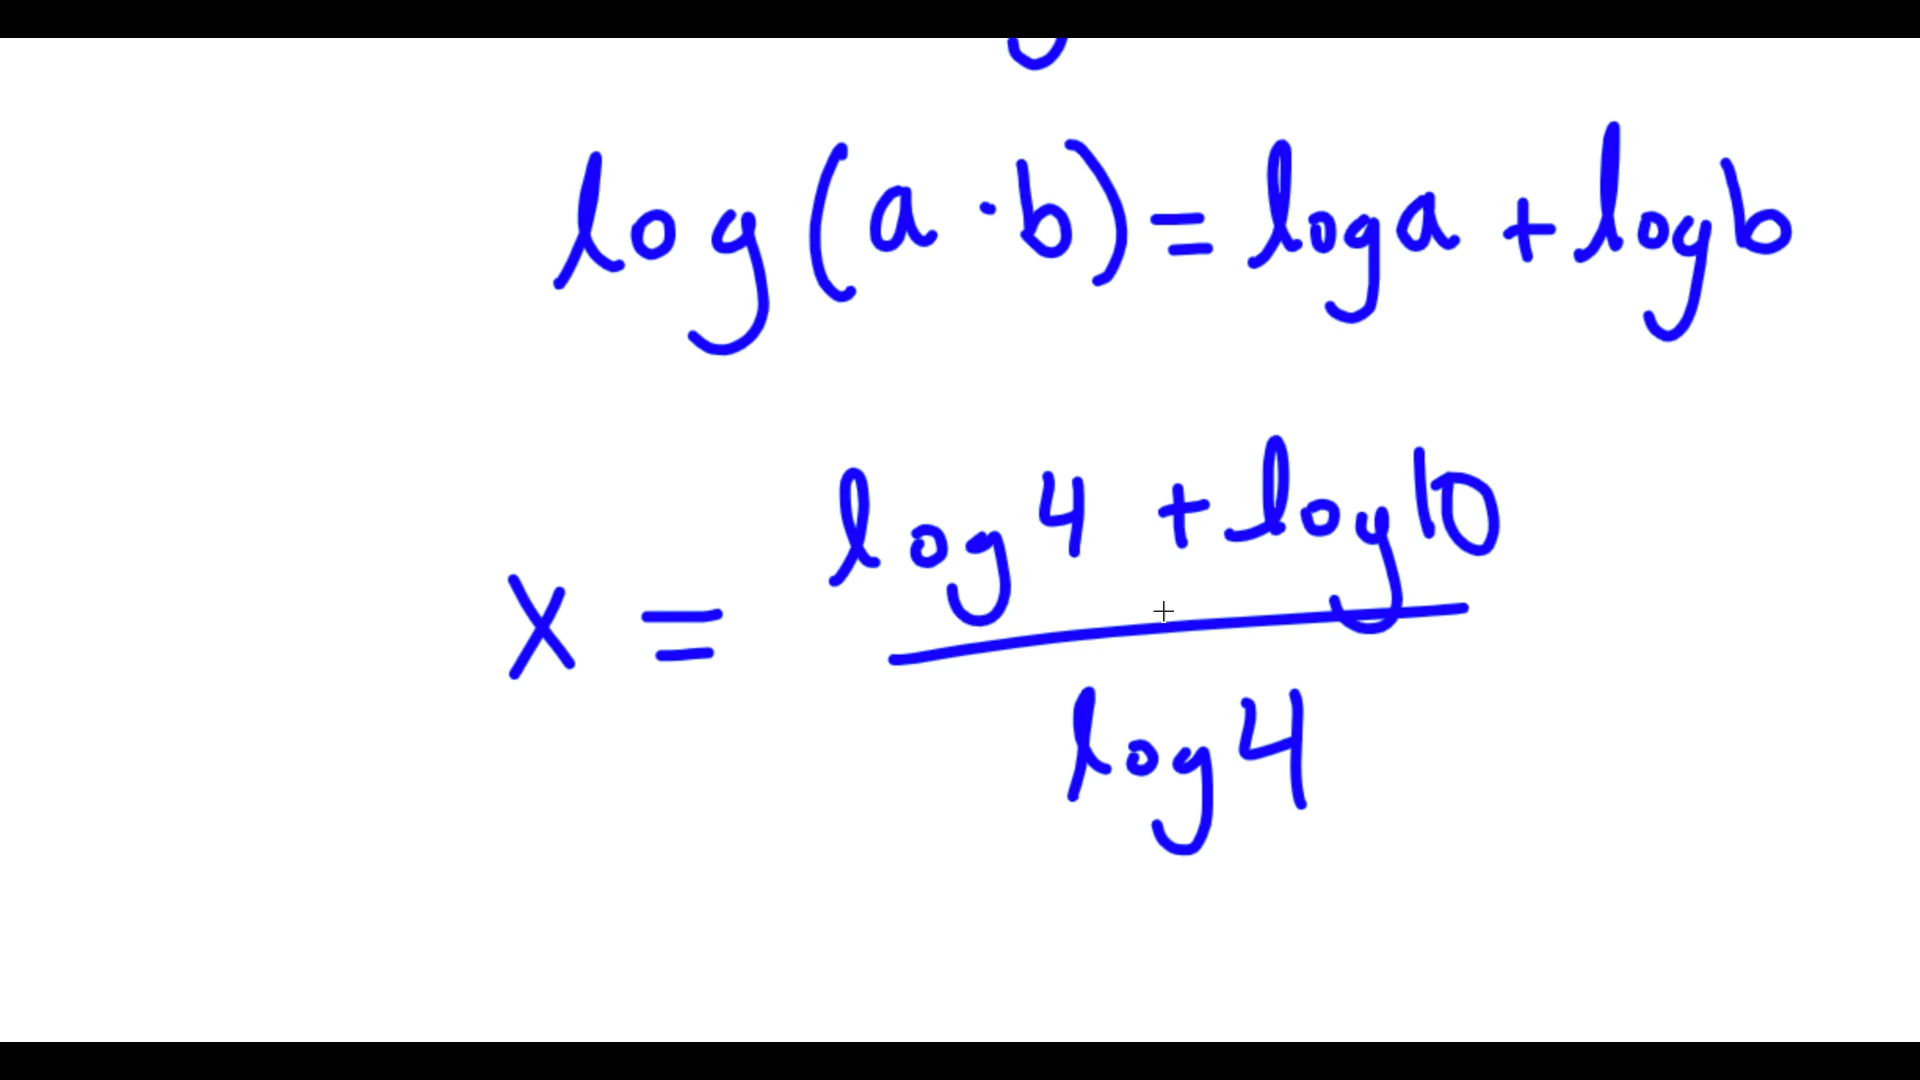 log(a·b)=log a + log b
x = (log 4 + log 10) / log 4